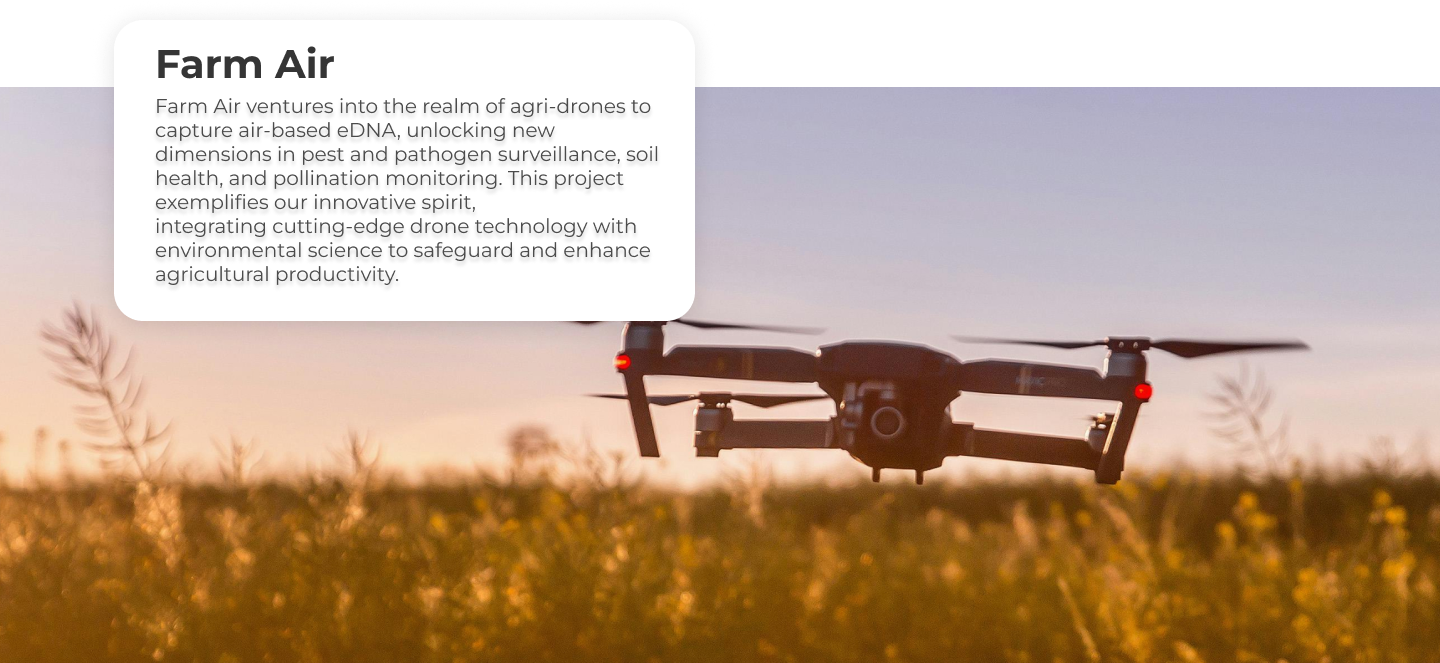 Farm Air
Farm Air ventures into the realm of agri-drones to
capture air-based eDNA, unlocking new
dimensions in pest and pathogen surveillance, soil
health, and pollination monitoring. This project
exemplifies our innovative spirit,
integrating cutting-edge drone technology with
environmental science to safeguard and enhance
agricultural productivity.